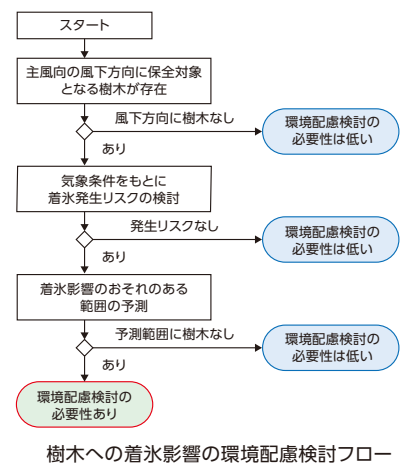 スタート
主風向の風下方向に保全対象
となる樹木が存在
風下方向に樹木なし
環境配慮検討の
必要性は低い
あり
気象条件をもとに
着氷発生リスクの検討
発生リスクなし
環境配慮検討の
必要性は低い
あり
着氷影響のおそれのある
範囲の予測
予測範囲に樹木なし
環境配慮検討の
必要性は低い
あり
環境配慮検討の
必要性あり
樹木への着氷影響の環境配慮検討フロー